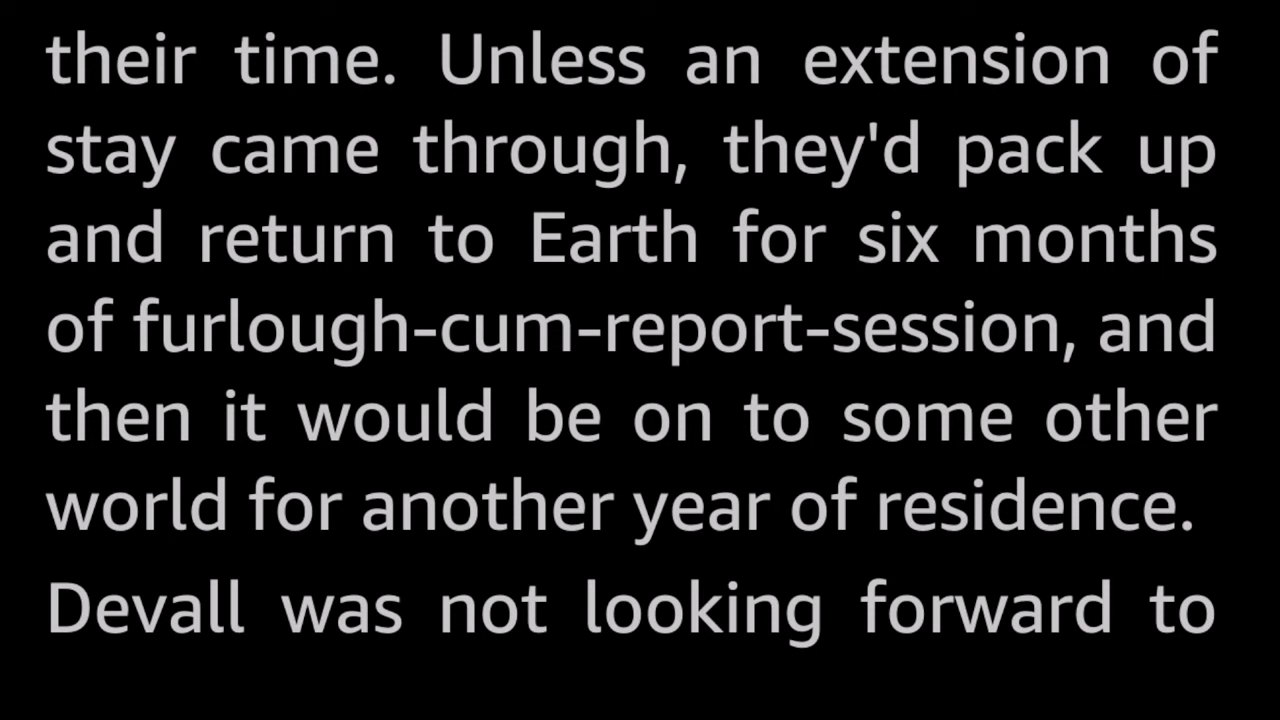 their time. Unless an extension of
stay came through, they'd pack up
and return to Earth for six months
of furlough-cum-report-session, and
then it would be on to some other
world for another year of residence.
Devall was not looking forward to